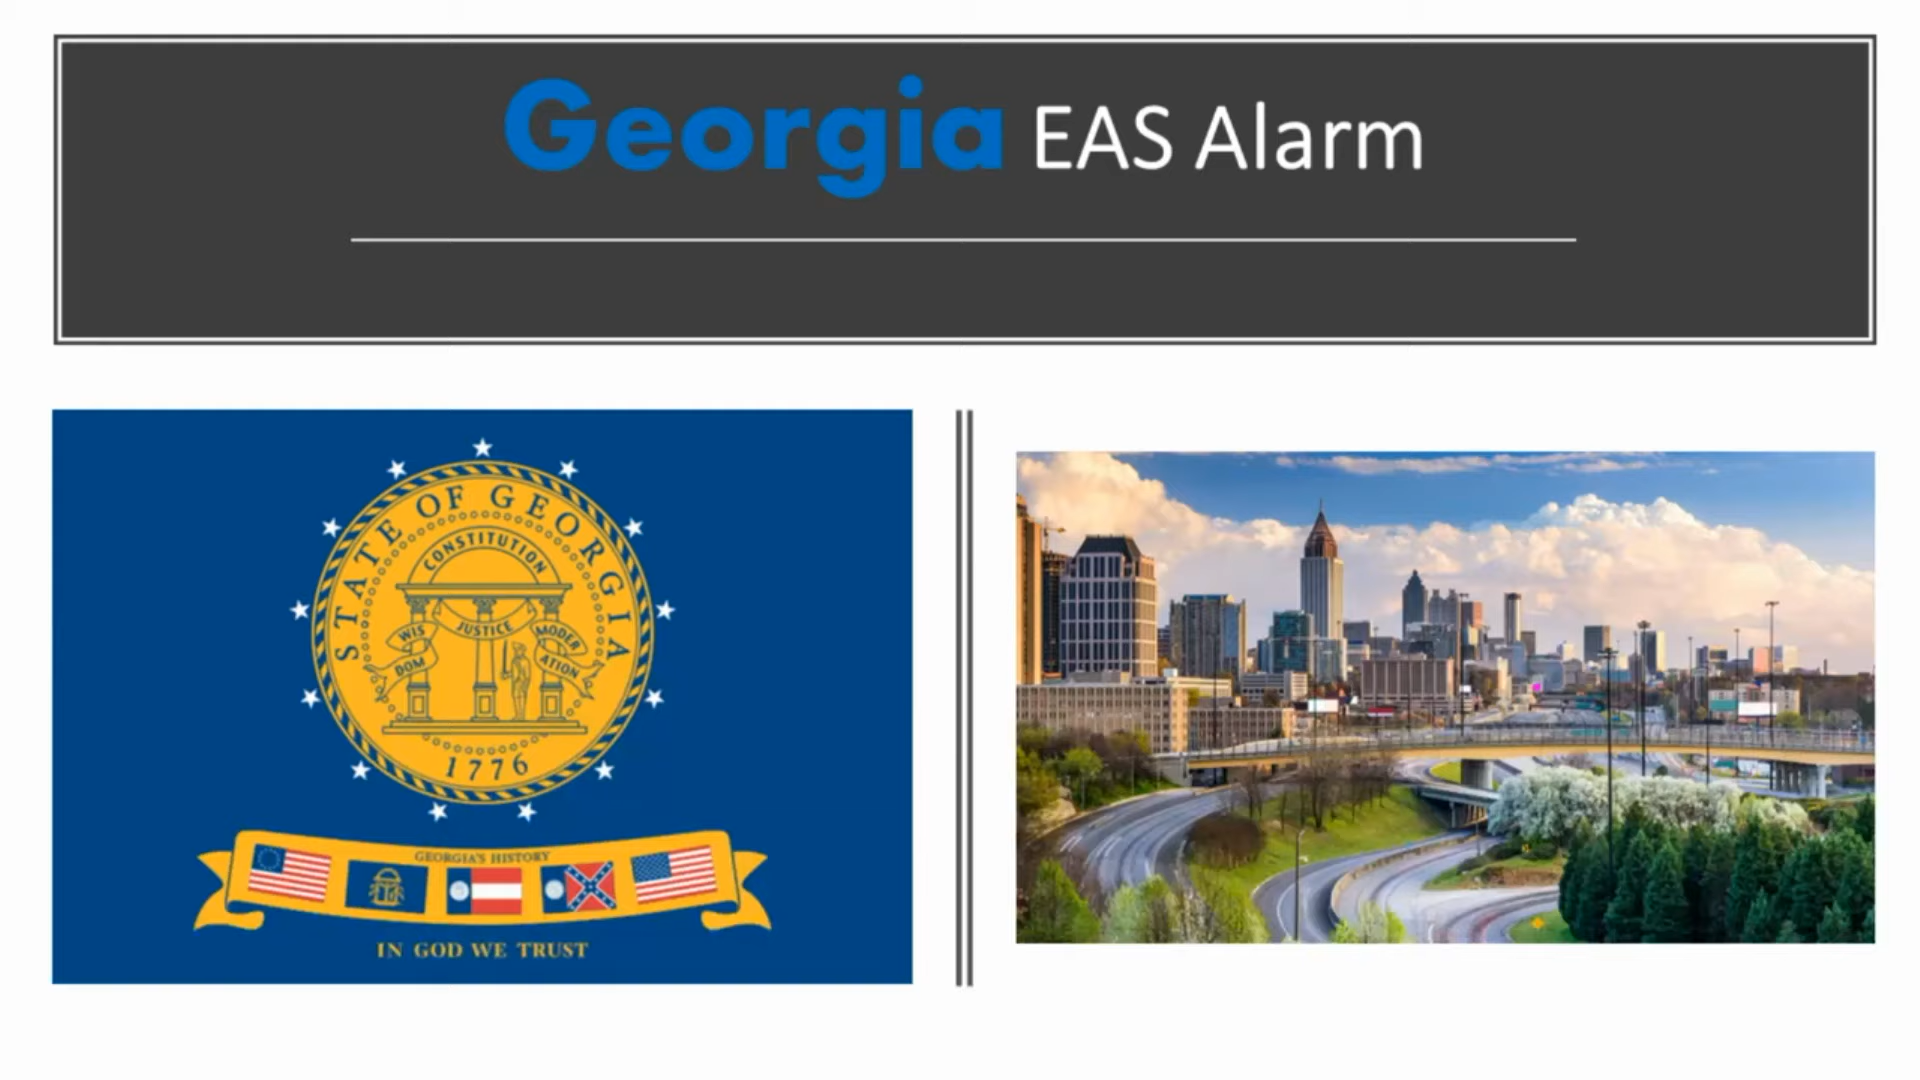 Georgia EAS Alarm
STATE OF GEORGIA
CONSTITUTION
WIS
DOM
JUSTICE
MODER
ATION
1776
GEORGIA'S HISTORY
IN GOD WE TRUST